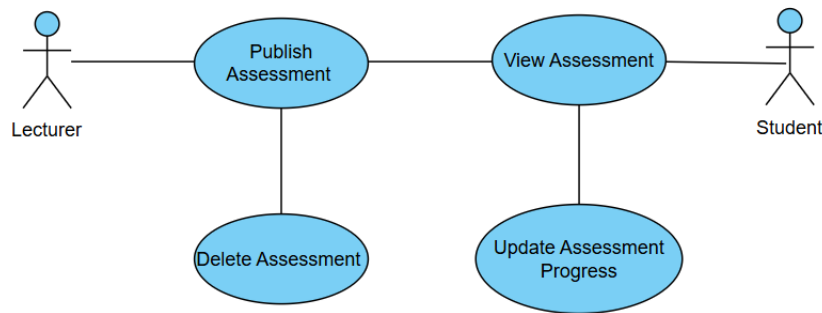 Publish
Assessment
View Assessment
Lecturer
Student
Delete Assessment
Update Assessment
Progress